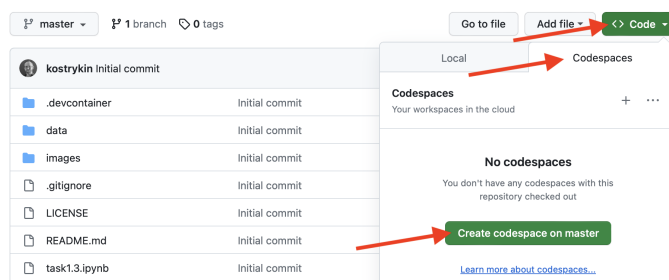 master 1 branch 0 tags Go to file Add file <> Code
Local Codespaces
kostrykin Initial commit
Codespaces
Your workspaces in the cloud
.devcontainer Initial commit
data Initial commit
images Initial commit
No codespaces
You don't have any codespaces with this
repository checked out
.gitignore Initial commit
LICENSE Initial commit
README.md Initial commit
Create codespace on master
task1.3.ipynb Initial commit
Learn more about codespaces...